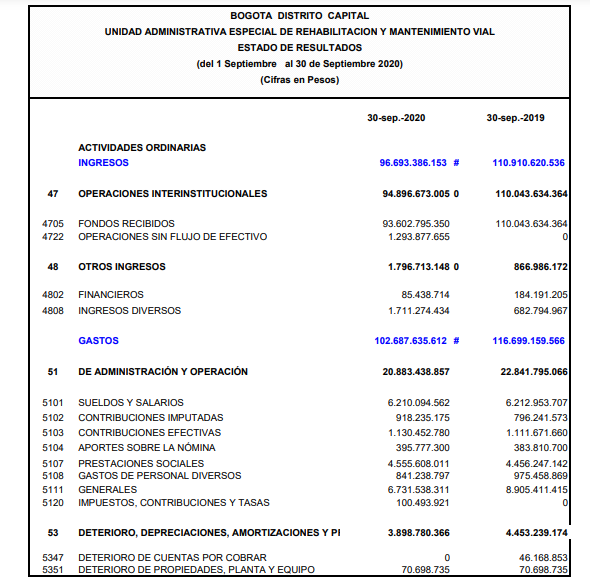 BOGOTA DISTRITO CAPITAL
UNIDAD ADMINISTRATIVA ESPECIAL DE REHABILITACION Y MANTENIMIENTO VIAL
ESTADO DE RESULTADOS
(del 1 Septiembre al 30 de Septiembre 2020)
(Cifras en Pesos)
30-sep.-2020 30-sep.-2019
ACTIVIDADES ORDINARIAS
INGRESOS 96.693.386.153 # 110.910.620.536
47 OPERACIONES INTERINSTITUCIONALES 94.896.673.005 0 110.043.634.364
4705 FONDOS RECIBIDOS 93.602.795.350 110.043.634.364
4722 OPERACIONES SIN FLUJO DE EFECTIVO 1.293.877.655 0
48 OTROS INGRESOS 1.796.713.148 0 866.986.172
4802 FINANCIEROS 85.438.714 184.191.205
4808 INGRESOS DIVERSOS 1.711.274.434 682.794.967
GASTOS 102.687.635.612 # 116.699.159.566
51 DE ADMINISTRACIÓN Y OPERACIÓN 20.883.438.857 22.841.795.066
5101 SUELDOS Y SALARIOS 6.210.094.562 6.212.953.707
5102 CONTRIBUCIONES IMPUTADAS 918.235.175 796.241.573
5103 CONTRIBUCIONES EFECTIVAS 1.130.452.780 1.111.671.660
5104 APORTES SOBRE LA NÓMINA 395.777.300 383.810.700
5107 PRESTACIONES SOCIALES 4.555.608.011 4.456.247.142
5108 GASTOS DE PERSONAL DIVERSOS 841.238.797 975.458.869
5111 GENERALES 6.731.538.311 8.905.411.415
5120 IMPUESTOS, CONTRIBUCIONES Y TASAS 100.493.921 0
53 DETERIORO, DEPRECIACIONES, AMORTIZACIONES Y PI 3.898.780.366 4.453.239.174
5347 DETERIORO DE CUENTAS POR COBRAR 0 46.168.853
5351 DETERIORO DE PROPIEDADES, PLANTA Y EQUIPO 70.698.735 70.698.735